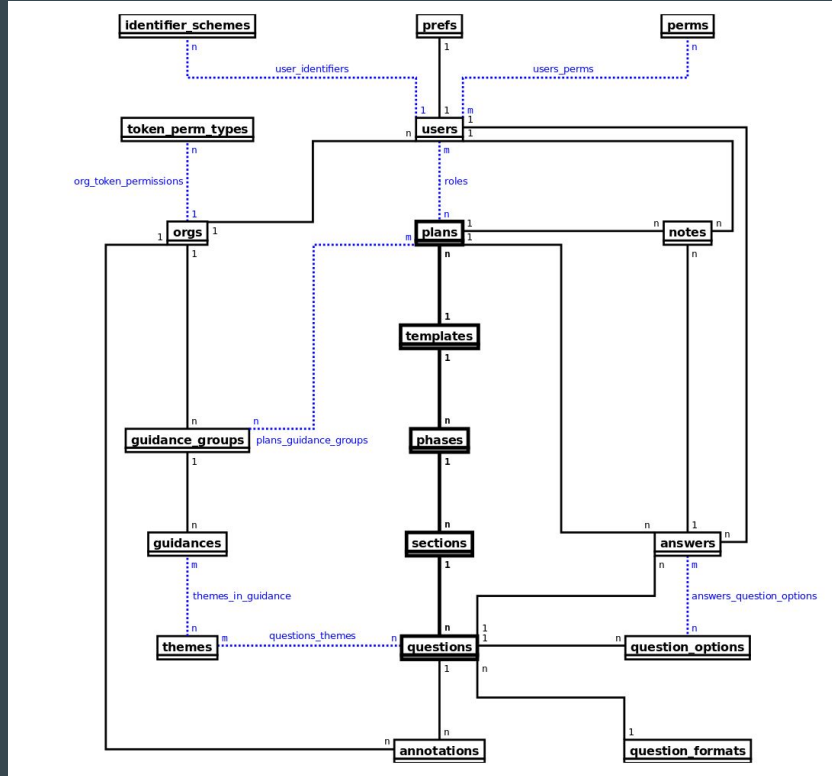 identifier_schemes
prefs
perms
n
1
n
user_identifiers
users_perms
1
1
m
token_perm_types
users
1
n
1
n
m
org_token_permissions
roles
1
n
orgs
plans
notes
1
1
m
1
n
n
1
1
n
n
1
templates
1
n
n
n
guidance_groups
plans_guidance_groups
phases
1
1
n
n
n
1
guidances
sections
answers
n
m
1
n
m
themes_in_guidance
answers_question_options
n
n
1
n
themes
m
questions_themes
n
questions
1
n
question_options
1
n
n
1
n
annotations
question_formats